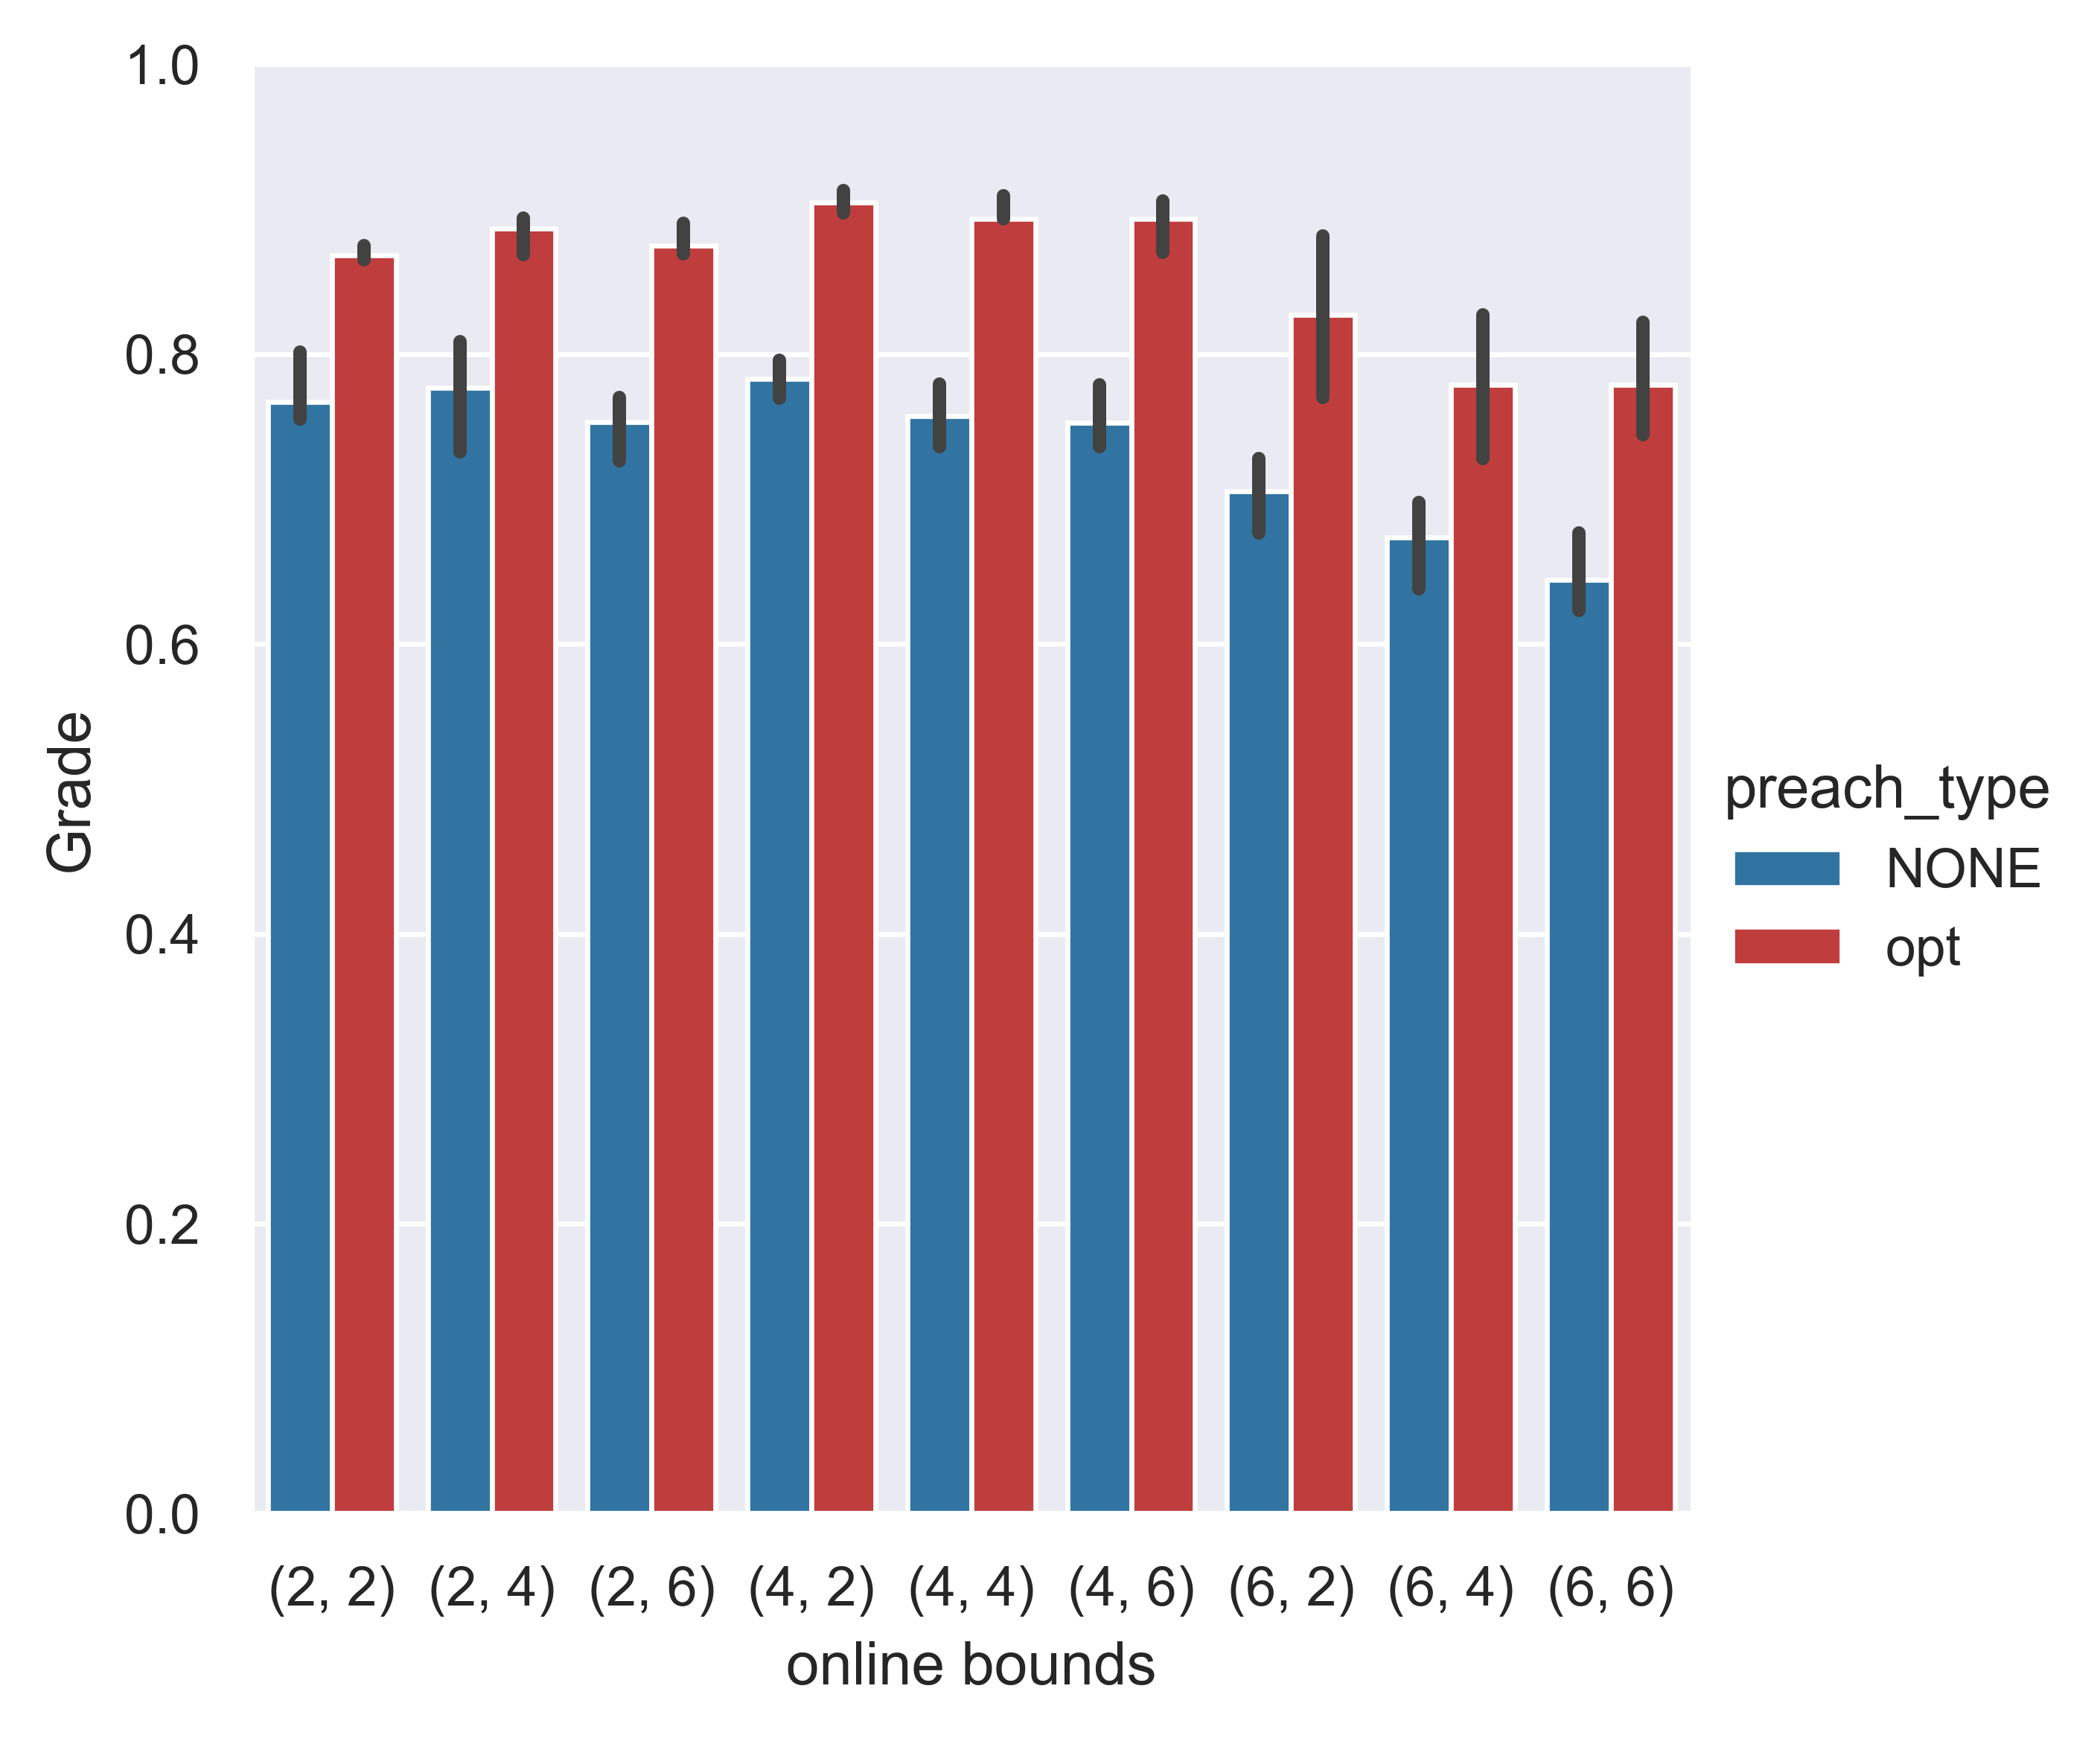 1.0
0.8
0.6
0.4
0.2
0.0
Grade
(2, 2) (2, 4) (2, 6) (4, 2) (4, 4) (4, 6) (6, 2) (6, 4) (6, 6)
online bounds
preach_type
NONE
opt